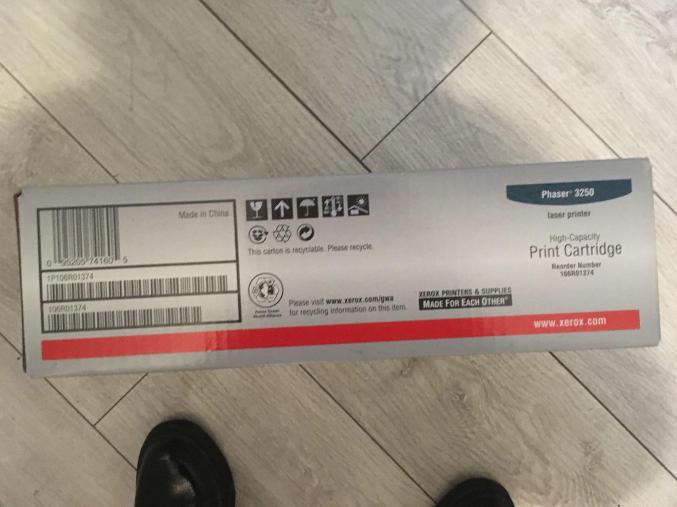 Made in China
0 95205 74160 5
1P106R01374
106R01374
This carton is recyclable. Please recycle.
Please visit www.xerox.com/gwa
for recycling information on this item.
XEROX PRINTERS & SUPPLIES
MADE FOR EACH OTHER®
Phaser® 3250
laser printer
High-Capacity
Print Cartridge
Reorder Number
106R01374
www.xerox.com